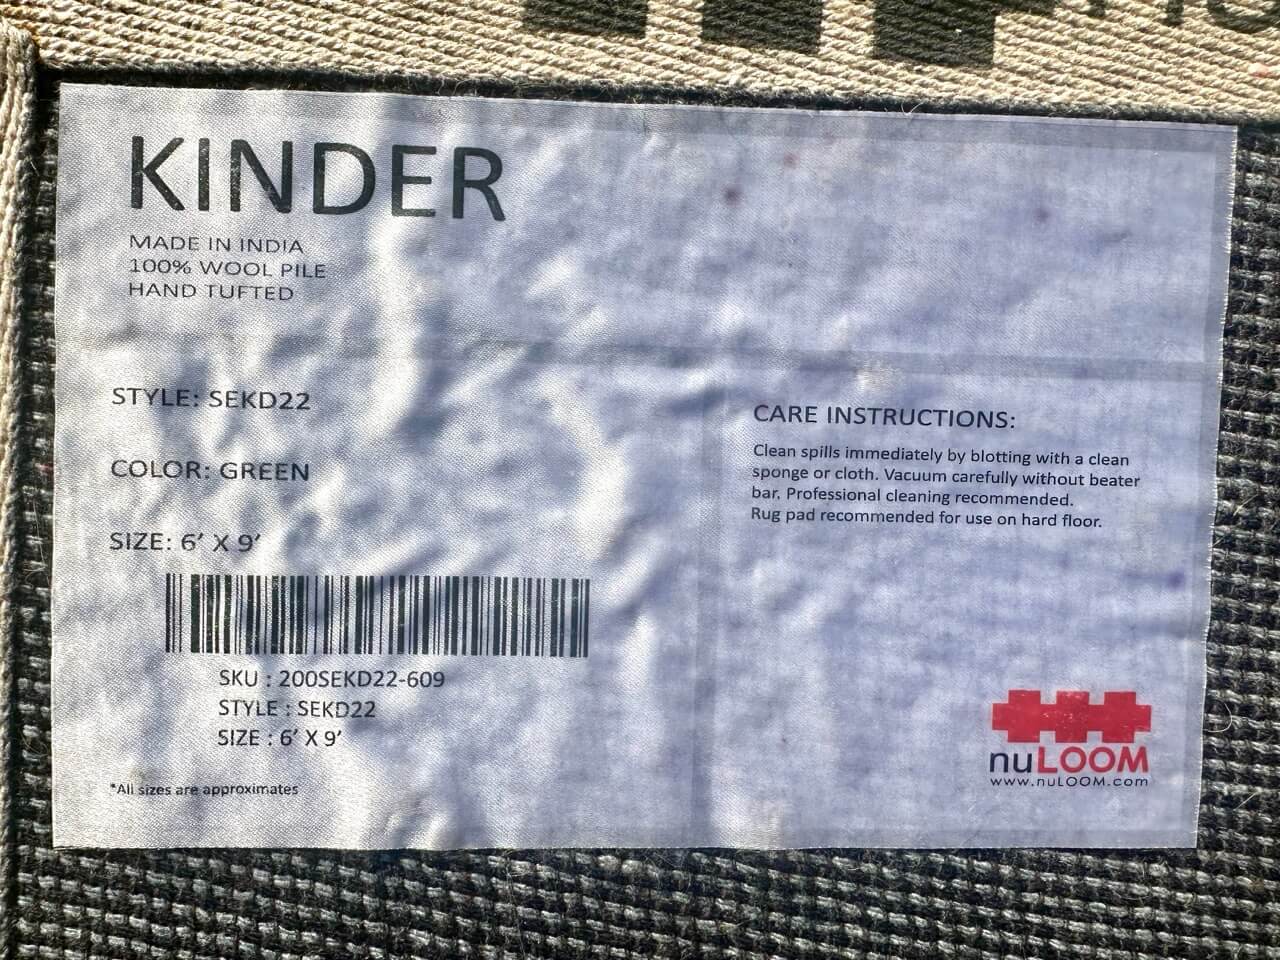 KINDER
MADE IN INDIA
100% WOOL PILE
HAND TUFTED
STYLE: SEKD22
COLOR: GREEN
SIZE: 6’ X 9’
SKU : 200SEKD22-609
STYLE : SEKD22
SIZE : 6’ X 9’
*All sizes are approximates
CARE INSTRUCTIONS:
Clean spills immediately by blotting with a clean
sponge or cloth. Vacuum carefully without beater
bar. Professional cleaning recommended.
Rug pad recommended for use on hard floor.
nuLOOM
www.nuLOOM.com